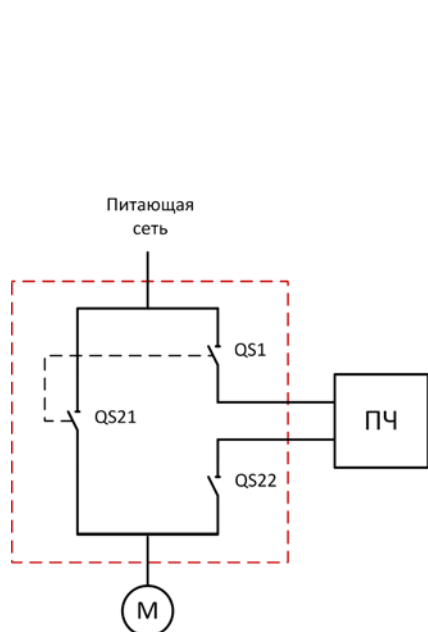 Питающая
сеть
QS1
ПЧ
QS21
QS22
М